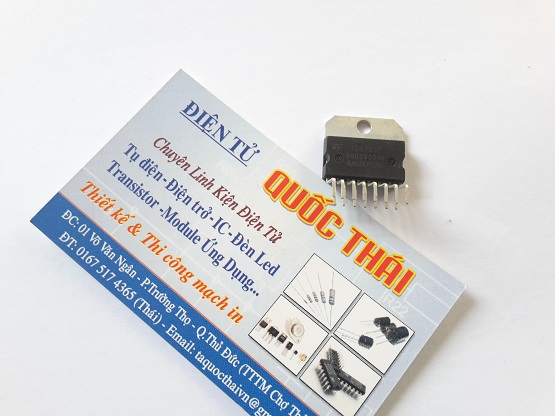 ĐIỆN TỬ
QUỐC THÁI
Chuyên Linh Kiện Điện Tử
Tụ điện - Điện trở - IC - Đèn Led
Transistor -Module Ứng Dụng...
Thiết kế & Thi công mạch in
ĐC: 01 Võ Văn Ngân - P.Trường Thọ - Q.Thủ Đức (TTTM Chợ
ĐT: 0167 517 4365 (Thái) - Email: taquocthaivn@gm